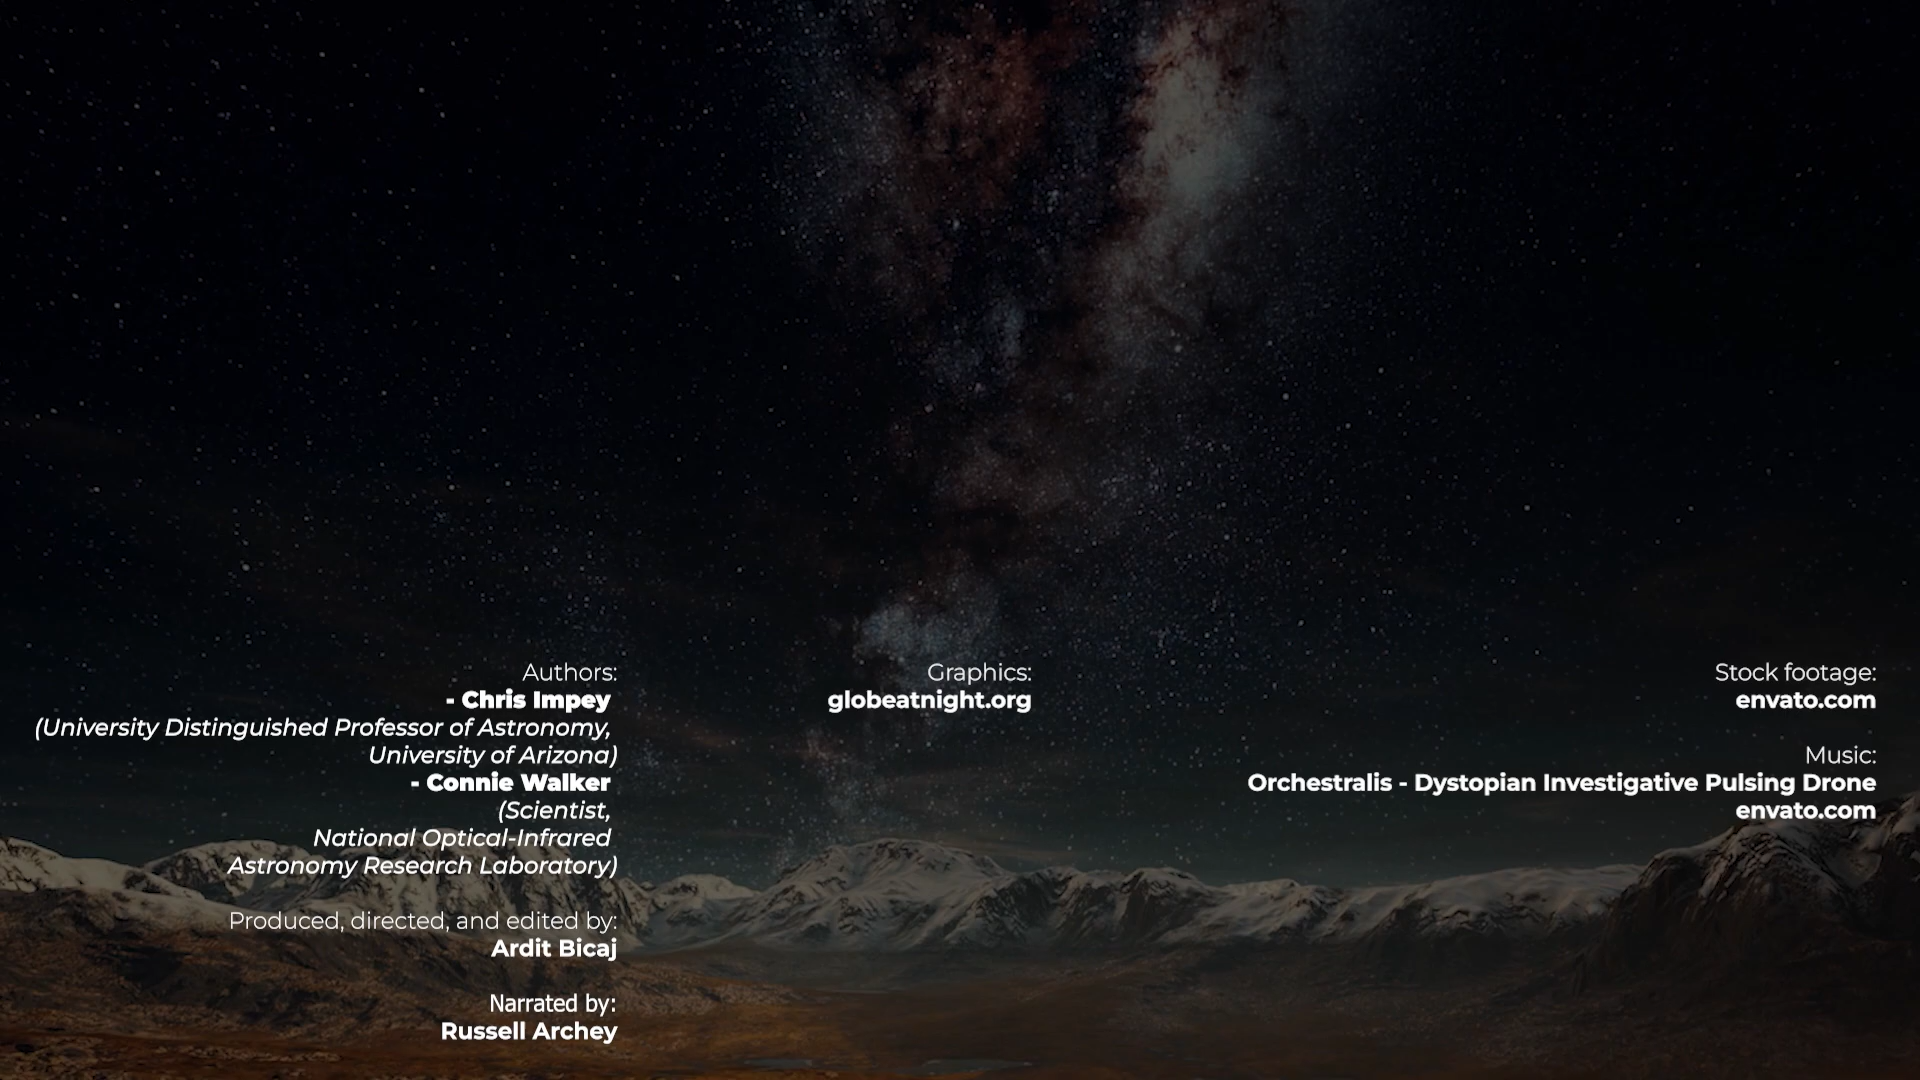 Authors:
- Chris Impey
(University Distinguished Professor of Astronomy,
University of Arizona)
- Connie Walker
(Scientist,
National Optical-Infrared
Astronomy Research Laboratory)
Produced, directed, and edited by:
Ardit Bicaj
Narrated by:
Russell Archey
Graphics:
globeatnight.org
Stock footage:
envato.com
Music:
Orchestralis - Dystopian Investigative Pulsing Drone
envato.com